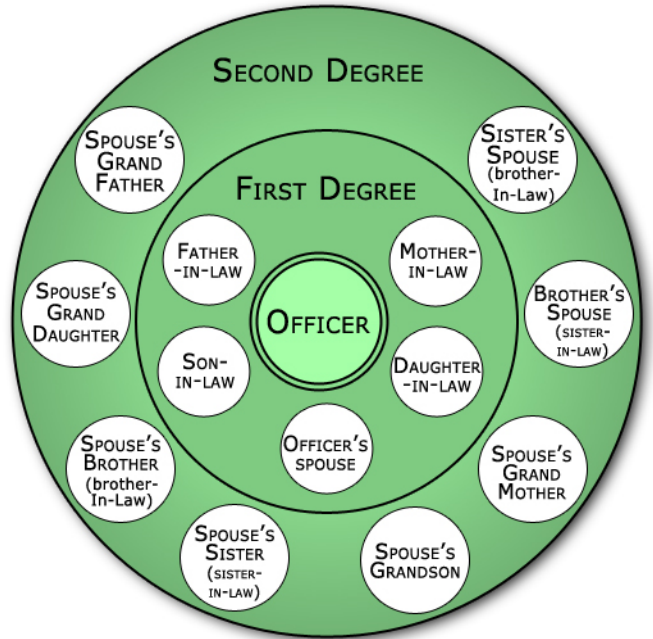 SECOND DEGREE
SPOUSE'S
GRAND
FATHER
SISTER'S
SPOUSE
(brother-
In-Law)
FIRST DEGREE
FATHER
-IN-LAW
MOTHER-
IN-LAW
OFFICER
SPOUSE'S
GRAND
DAUGHTER
BROTHER'S
SPOUSE
(SISTER-
IN-LAW)
SON-
IN-LAW
DAUGHTER
-IN-LAW
OFFICER'S
SPOUSE
SPOUSE'S
BROTHER
(brother-
In-Law)
SPOUSE'S
GRAND
MOTHER
SPOUSE'S
SISTER
(SISTER-
IN-LAW)
SPOUSE'S
GRANDSON